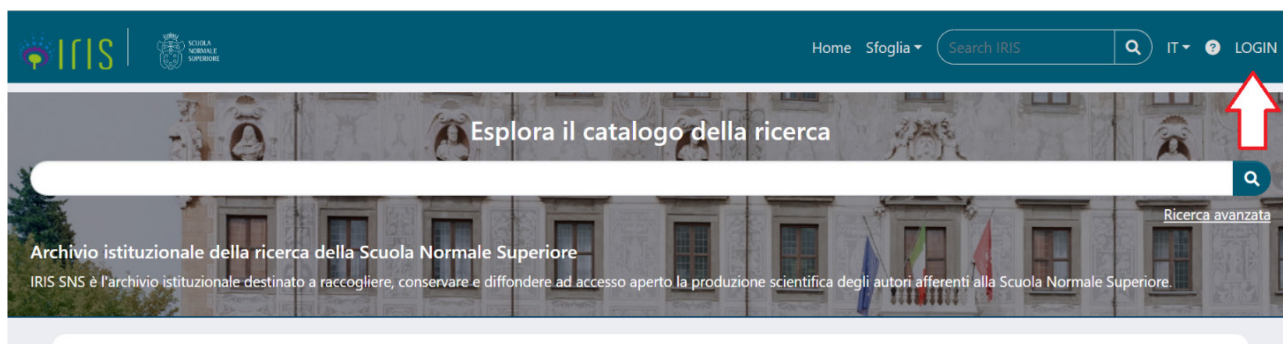 IRIS
SCUOLA
NORMALE
SUPERIORE
Home Sfoglia Search IRIS IT ? LOGIN
Esplora il catalogo della ricerca
Ricerca avanzata
Archivio istituzionale della ricerca della Scuola Normale Superiore
IRIS SNS è l'archivio istituzionale destinato a raccogliere, conservare e diffondere ad accesso aperto la produzione scientifica degli autori afferenti alla Scuola Normale Superiore.